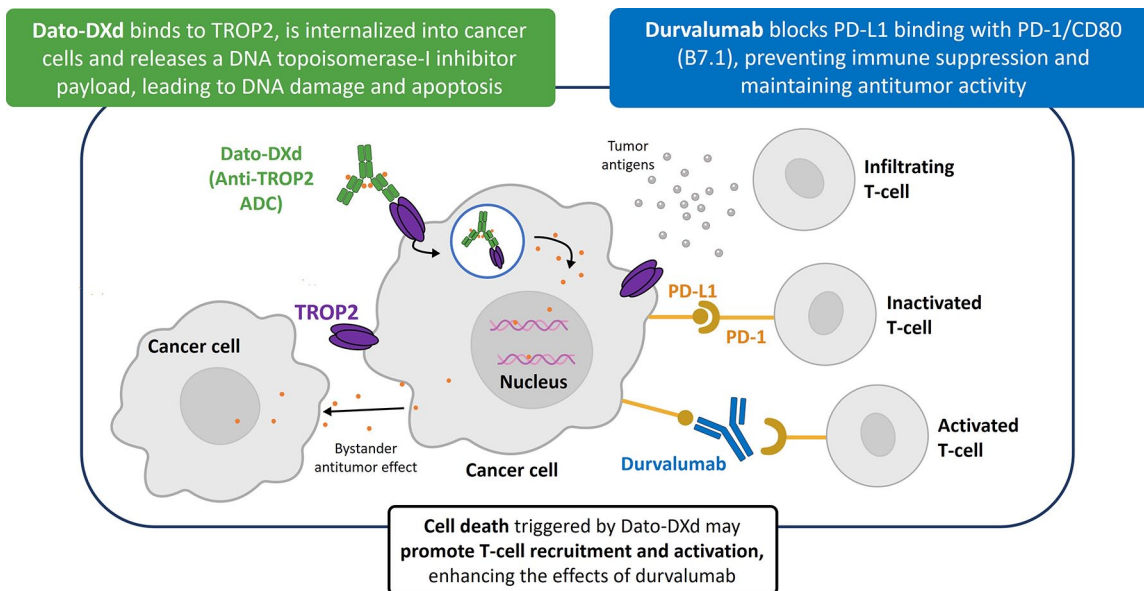 Dato-DXd binds to TROP2, is internalized into cancer
cells and releases a DNA topoisomerase-I inhibitor
payload, leading to DNA damage and apoptosis
Durvalumab blocks PD-L1 binding with PD-1/CD80
(B7.1), preventing immune suppression and
maintaining antitumor activity
Dato-DXd
(Anti-TROP2
ADC)
Tumor
antigens
Infiltrating
T-cell
TROP2
PD-L1
PD-1
Inactivated
T-cell
Cancer cell
Nucleus
Bystander
antitumor effect
Cancer cell
Durvalumab
Activated
T-cell
Cell death triggered by Dato-DXd may
promote T-cell recruitment and activation,
enhancing the effects of durvalumab